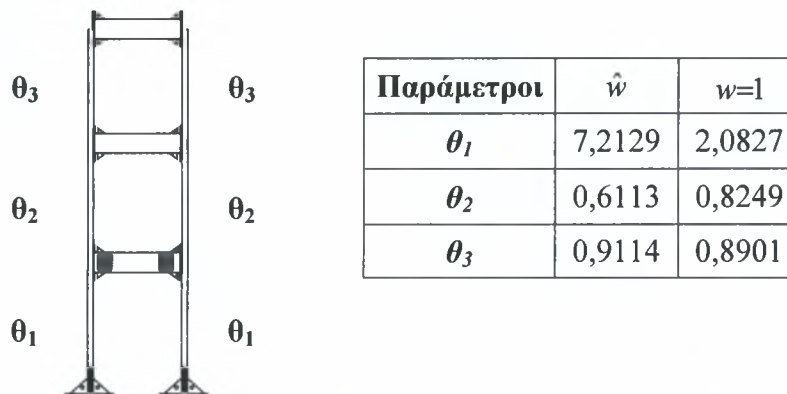 θ3 θ3
θ2 θ2
θ1 θ1
Παράμετροι ŵ w=1
θ1 7,2129 2,0827
θ2 0,6113 0,8249
θ3 0,9114 0,8901